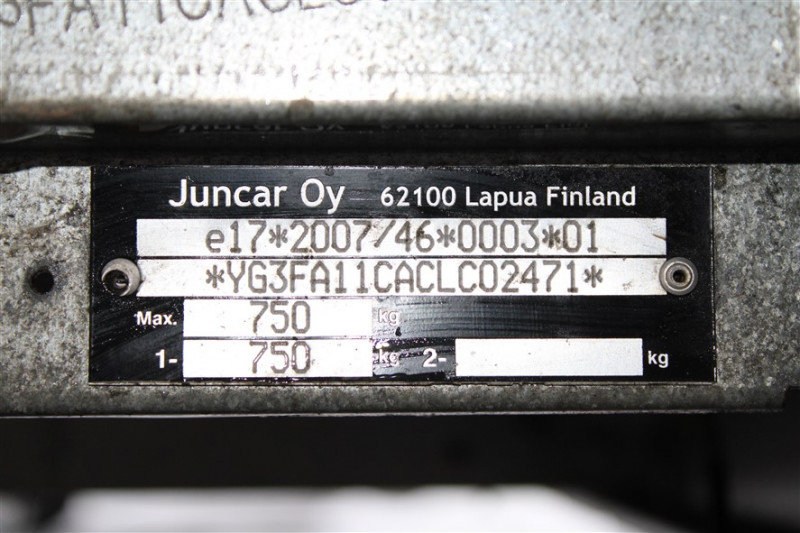 Juncar Oy 62100 Lapua Finland
e17*2007/46*0003*01
*YG3FA11CACLC02471*
Max. 750 kg
1- 750 kg 2- kg